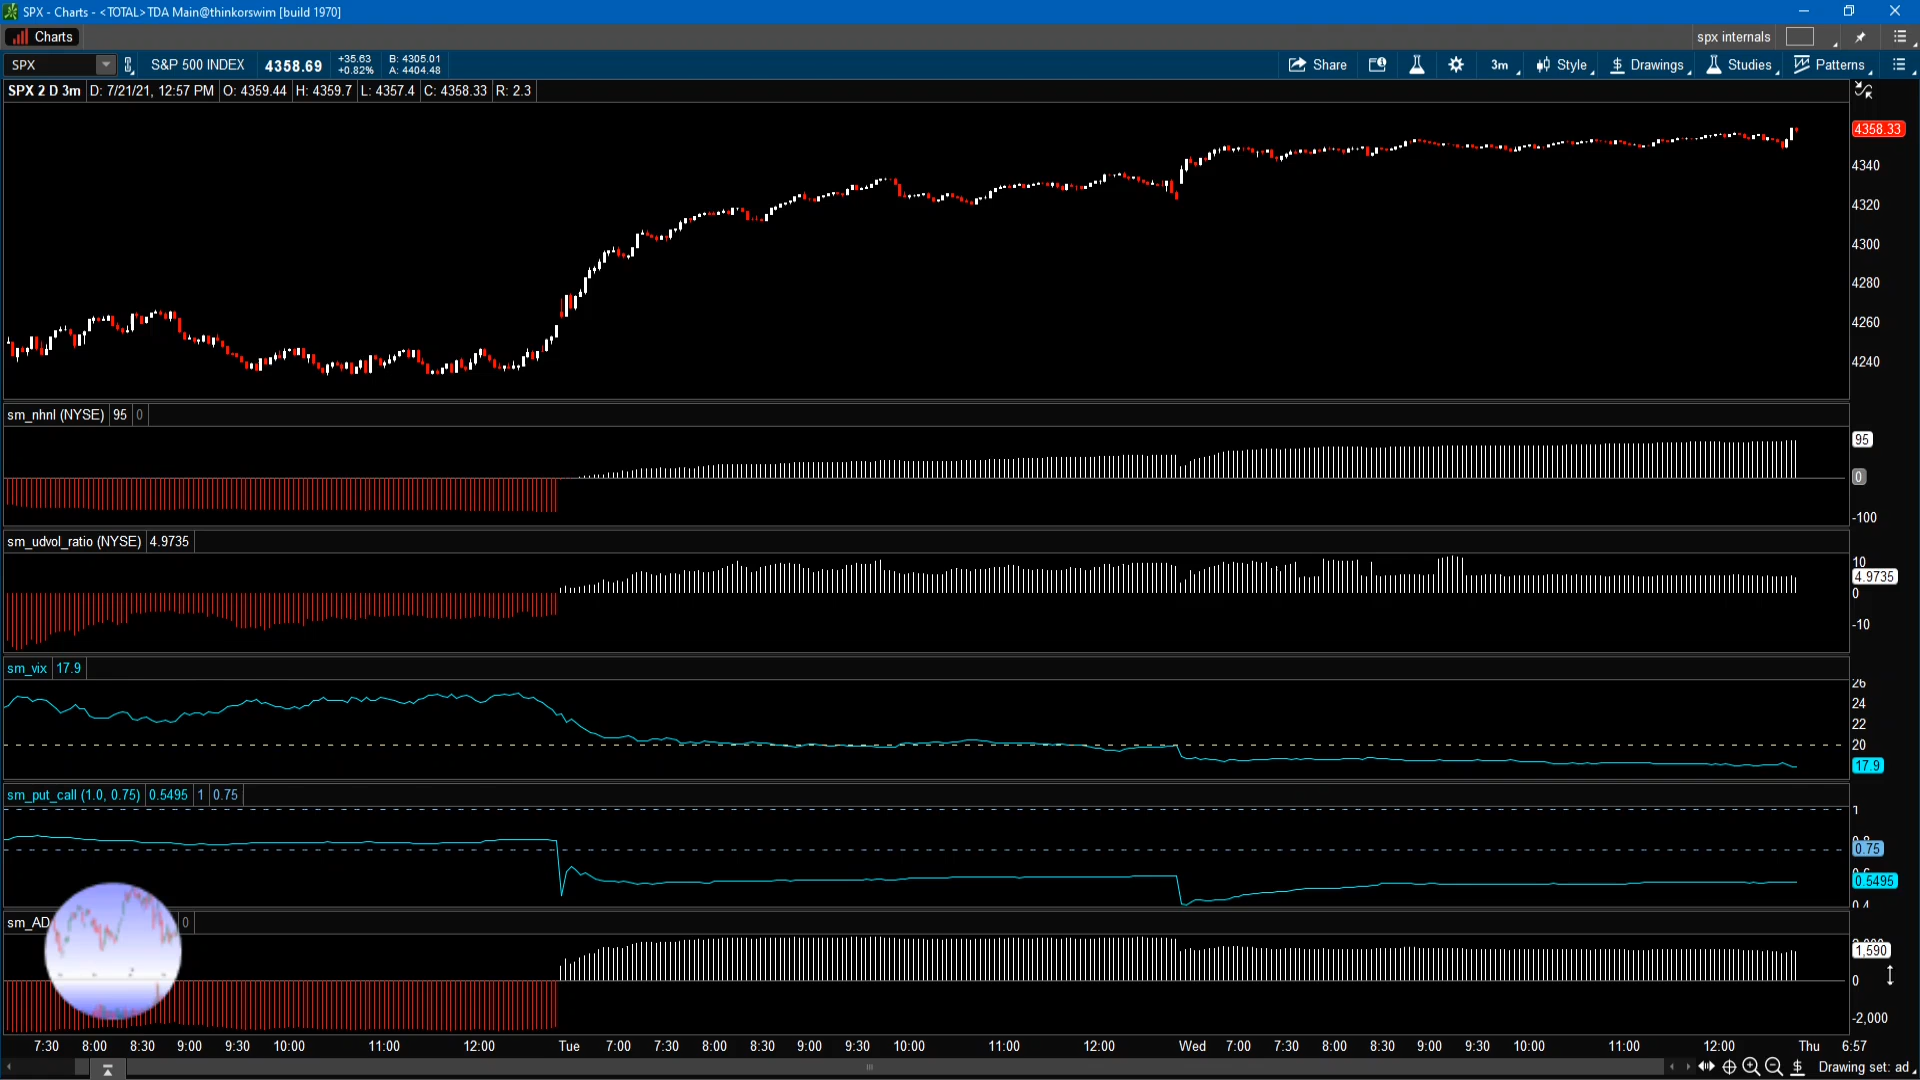 SPX - Charts - <TOTAL>TDA Main@thinkorswim [build 1970]
Charts
spx internals
SPX
S&P 500 INDEX
4358.69
+35.63
+0.82%
B: 4305.01
A: 4404.48
Share
3m
Style
Drawings
Studies
Patterns
SPX 2 D 3m D: 7/21/21, 12:57 PM O: 4359.44 H: 4359.7 L: 4357.4 C: 4358.33 R: 2.3
4358.33
4340
4320
4300
4280
4260
4240
sm_nhnl (NYSE) 95 0
95
0
-100
sm_udvol_ratio (NYSE) 4.9735
10
4.9735
0
-10
sm_vix 17.9
26
24
22
20
17.9
sm_put_call (1.0, 0.75) 0.5495 1 0.75
1
0.75
0.5495
0.4
sm_AD 0
1,590
0
-2,000
7:30 8:00 8:30 9:00 9:30 10:00 11:00 12:00 Tue 7:00 7:30 8:00 8:30 9:00 9:30 10:00 11:00 12:00 Wed 7:00 7:30 8:00 8:30 9:00 9:30 10:00 11:00 12:00 Thu 6:57
Drawing set: ad